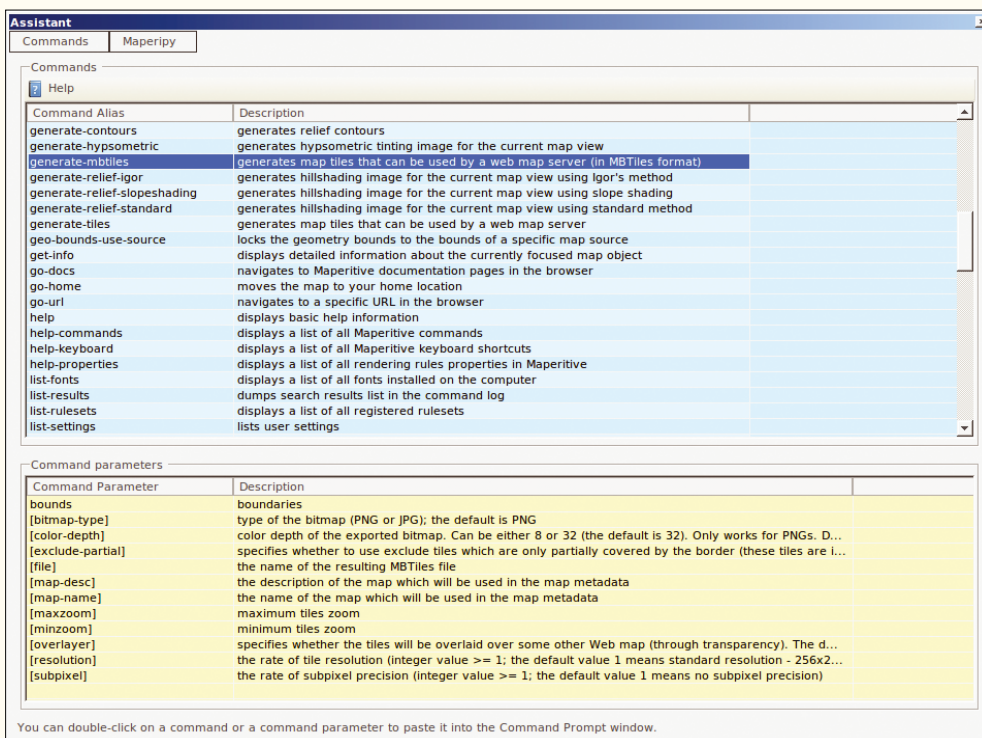 Assistant
Commands Maperipy
Commands
Help
Command Alias Description
generate-contours generates relief contours
generate-hypsometric generates hypsometric tinting image for the current map view
generate-mbtiles generates map tiles that can be used by a web map server (in MBTiles format)
generate-relief-igor generates hillshading image for the current map view using Igor's method
generate-relief-slopeshading generates hillshading image for the current map view using slope shading
generate-relief-standard generates hillshading image for the current map view using standard method
generate-tiles generates map tiles that can be used by a web map server
geo-bounds-use-source locks the geometry bounds to the bounds of a specific map source
get-info displays detailed information about the currently focused map object
go-docs navigates to Maperitive documentation pages in the browser
go-home moves the map to your home location
go-url navigates to a specific URL in the browser
help displays basic help information
help-commands displays a list of all Maperitive commands
help-keyboard displays a list of all Maperitive keyboard shortcuts
help-properties displays a list of all rendering rules properties in Maperitive
list-fonts displays a list of all fonts installed on the computer
list-results dumps search results list in the command log
list-rulesets displays a list of all registered rulesets
list-settings lists user settings
Command parameters
Command Parameter Description
bounds boundaries
[bitmap-type] type of the bitmap (PNG or JPG); the default is PNG
[color-depth] color depth of the exported bitmap. Can be either 8 or 32 (the default is 32). Only works for PNGs. D...
[exclude-partial] specifies whether to use exclude tiles which are only partially covered by the border (these tiles are i...
[file] the name of the resulting MBTiles file
[map-desc] the description of the map which will be used in the map metadata
[map-name] the name of the map which will be used in the map metadata
[maxzoom] maximum tiles zoom
[minzoom] minimum tiles zoom
[overlayer] specifies whether the tiles will be overlaid over some other Web map (through transparency). The d...
[resolution] the rate of tile resolution (integer value >= 1; the default value 1 means standard resolution - 256x2...
[subpixel] the rate of subpixel precision (integer value >= 1; the default value 1 means no subpixel precision)
You can double-click on a command or a command parameter to paste it into the Command Prompt window.